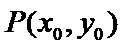 P(x₀, y₀)